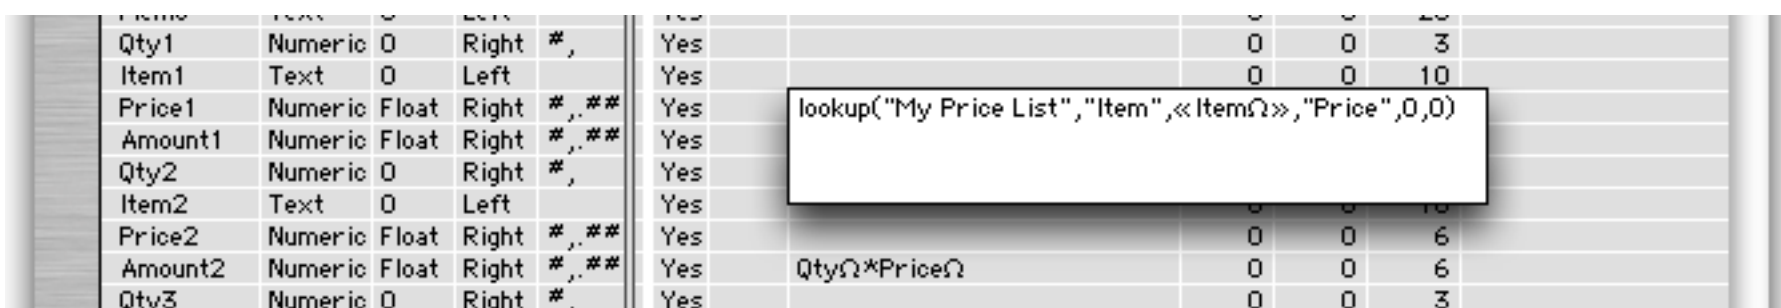 Qty1 Numeric 0 Right #, Yes 0 0 3
Item1 Text 0 Left Yes 0 0 10
Price1 Numeric Float Right #,.## Yes lookup("My Price List","Item",«ItemΩ»,"Price",0,0)
Amount1 Numeric Float Right #,.## Yes
Qty2 Numeric 0 Right #, Yes
Item2 Text 0 Left Yes
Price2 Numeric Float Right #,.## Yes 0 0 6
Amount2 Numeric Float Right #,.## Yes QtyΩ*PriceΩ 0 0 6
Qty3 Numeric 0 Right #, Yes 0 0 3